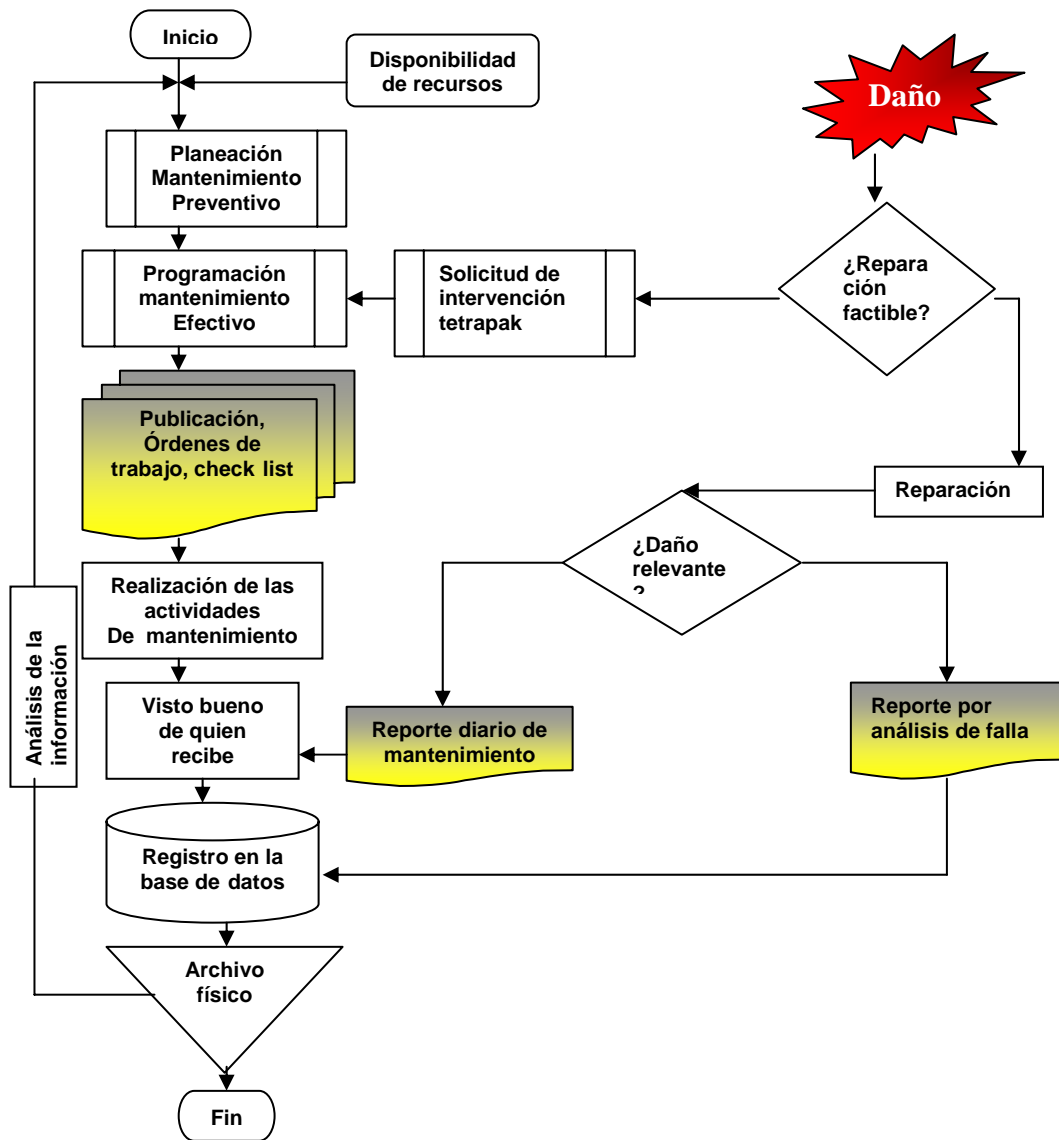 Inicio
Disponibilidad
de recursos
Daño
Planeación
Mantenimiento
Preventivo
Programación
mantenimiento
Efectivo
Solicitud de
intervención
tetrapak
¿Repara
ción
factible?
Publicación,
Órdenes de
trabajo, check list
Reparación
¿Daño
relevante
?
Realización de las
actividades
De mantenimiento
Análisis de la
información
Visto bueno
de quien
recibe
Reporte diario de
mantenimiento
Reporte por
análisis de falla
Registro en la
base de datos
Archivo
físico
Fin